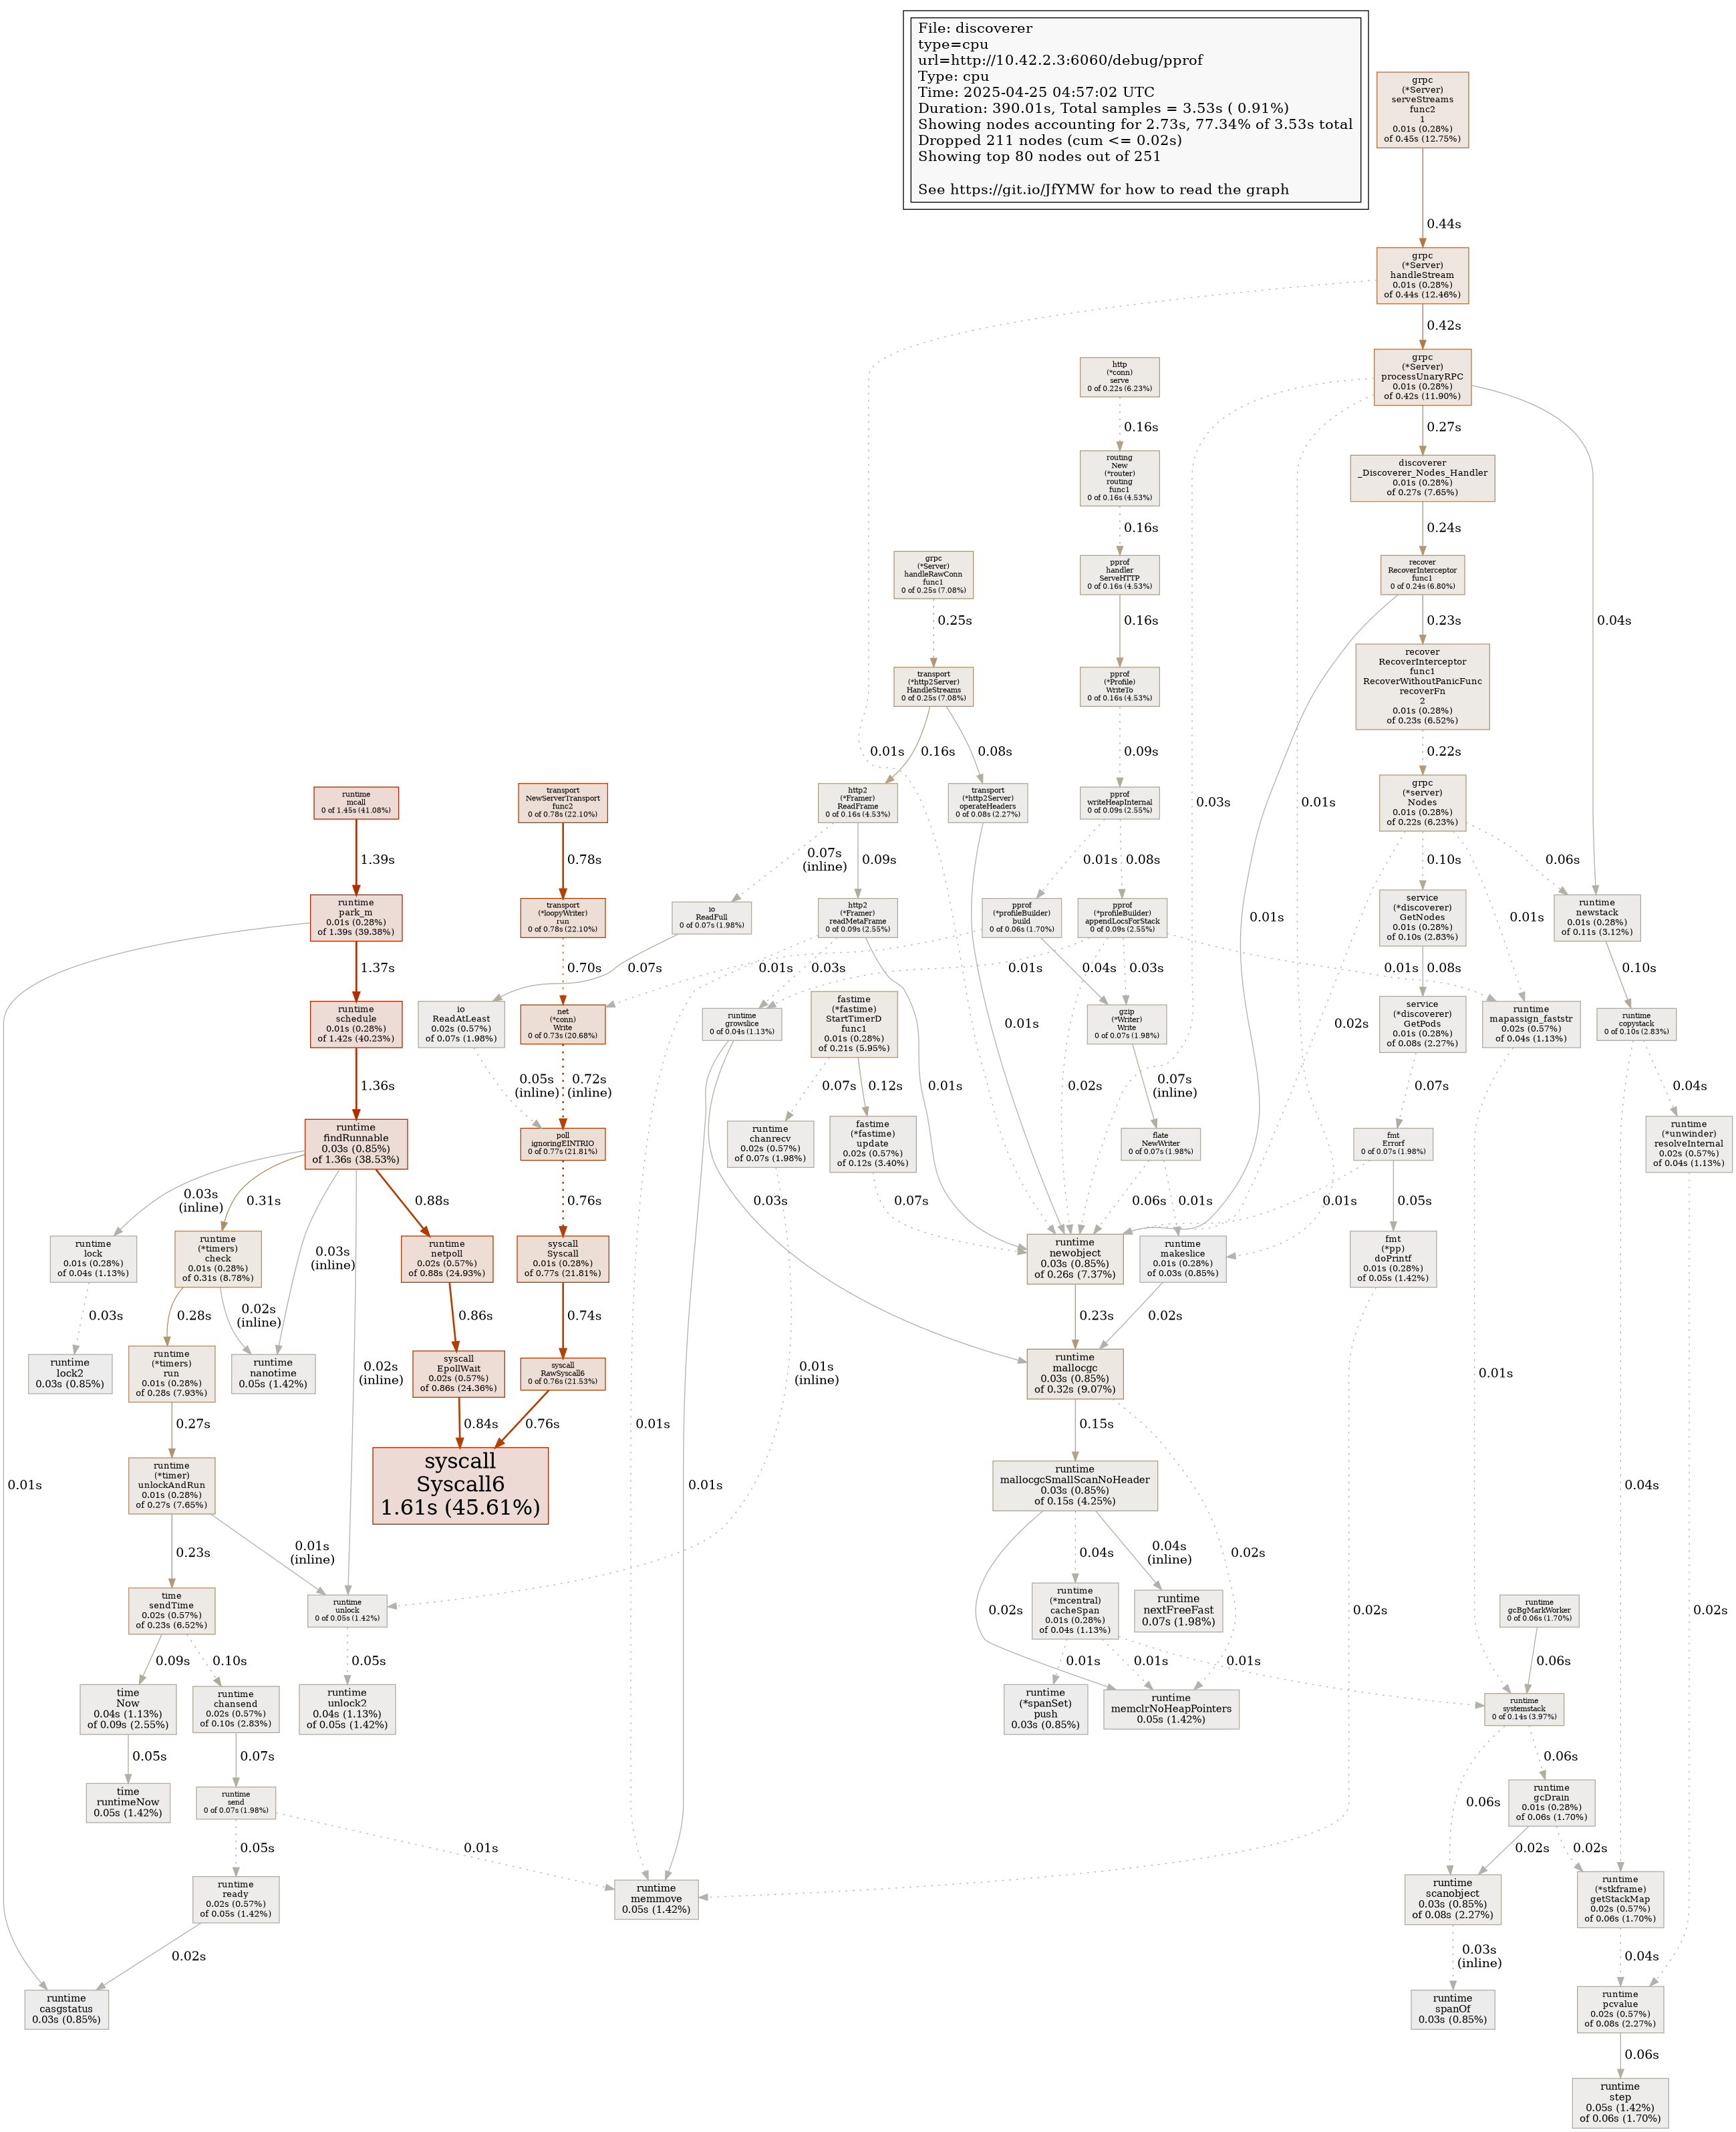 File: discoverer
type=cpu
url=http://10.42.2.3:6060/debug/pprof
Type: cpu
Time: 2025-04-25 04:57:02 UTC
Duration: 390.01s, Total samples = 3.53s ( 0.91%)
Showing nodes accounting for 2.73s, 77.34% of 3.53s total
Dropped 211 nodes (cum <= 0.02s)
Showing top 80 nodes out of 251
See https://git.io/JfYMW for how to read the graph
grpc
(*Server)
serveStreams
func2
1
0.01s (0.28%)
of 0.45s (12.75%)
0.44s
grpc
(*Server)
handleStream
0.01s (0.28%)
of 0.44s (12.46%)
0.42s
http
(*conn)
serve
0 of 0.22s (6.23%)
grpc
(*Server)
processUnaryRPC
0.01s (0.28%)
of 0.42s (11.90%)
0.16s
0.27s
routing
New
(*router)
routing
func1
0 of 0.16s (4.53%)
discoverer
_Discoverer_Nodes_Handler
0.01s (0.28%)
of 0.27s (7.65%)
0.16s
0.24s
grpc
(*Server)
handleRawConn
func1
0 of 0.25s (7.08%)
pprof
handler
ServeHTTP
0 of 0.16s (4.53%)
recover
RecoverInterceptor
func1
0 of 0.24s (6.80%)
0.25s
0.16s
0.23s
0.04s
transport
(*http2Server)
HandleStreams
0 of 0.25s (7.08%)
pprof
(*Profile)
WriteTo
0 of 0.16s (4.53%)
recover
RecoverInterceptor
func1
RecoverWithoutPanicFunc
recoverFn
2
0.01s (0.28%)
of 0.23s (6.52%)
0.01s
0.16s
0.08s
0.09s
0.22s
runtime
mcall
0 of 1.45s (41.08%)
transport
NewServerTransport
func2
0 of 0.78s (22.10%)
http2
(*Framer)
ReadFrame
0 of 0.16s (4.53%)
transport
(*http2Server)
operateHeaders
0 of 0.08s (2.27%)
pprof
writeHeapInternal
0 of 0.09s (2.55%)
0.03s
0.01s
grpc
(*server)
Nodes
0.01s (0.28%)
of 0.22s (6.23%)
1.39s
0.78s
0.07s
(inline)
0.09s
0.01s
0.08s
0.10s
0.06s
runtime
park_m
0.01s (0.28%)
of 1.39s (39.38%)
transport
(*loopyWriter)
run
0 of 0.78s (22.10%)
io
ReadFull
0 of 0.07s (1.98%)
http2
(*Framer)
readMetaFrame
0 of 0.09s (2.55%)
pprof
(*profileBuilder)
build
0 of 0.06s (1.70%)
pprof
(*profileBuilder)
appendLocsForStack
0 of 0.09s (2.55%)
0.01s
service
(*discoverer)
GetNodes
0.01s (0.28%)
of 0.10s (2.83%)
0.01s
runtime
newstack
0.01s (0.28%)
of 0.11s (3.12%)
1.37s
0.70s
0.07s
0.01s
0.03s
0.01s
0.04s
0.03s
0.01s
0.08s
0.10s
runtime
schedule
0.01s (0.28%)
of 1.42s (40.23%)
io
ReadAtLeast
0.02s (0.57%)
of 0.07s (1.98%)
net
(*conn)
Write
0 of 0.73s (20.68%)
runtime
growslice
0 of 0.04s (1.13%)
fastime
(*fastime)
StartTimerD
func1
0.01s (0.28%)
of 0.21s (5.95%)
0.01s
gzip
(*Writer)
Write
0 of 0.07s (1.98%)
0.02s
service
(*discoverer)
GetPods
0.01s (0.28%)
of 0.08s (2.27%)
runtime
mapassign_faststr
0.02s (0.57%)
of 0.04s (1.13%)
runtime
copystack
0 of 0.10s (2.83%)
1.36s
0.05s
(inline)
0.72s
(inline)
0.07s
0.12s
0.01s
0.02s
0.07s
(inline)
0.07s
0.04s
runtime
findRunnable
0.03s (0.85%)
of 1.36s (38.53%)
poll
ignoringEINTRIO
0 of 0.77s (21.81%)
runtime
chanrecv
0.02s (0.57%)
of 0.07s (1.98%)
fastime
(*fastime)
update
0.02s (0.57%)
of 0.12s (3.40%)
flate
NewWriter
0 of 0.07s (1.98%)
fmt
Errorf
0 of 0.07s (1.98%)
runtime
(*unwinder)
resolveInternal
0.02s (0.57%)
of 0.04s (1.13%)
0.03s
(inline)
0.31s
0.88s
0.76s
0.03s
0.07s
0.06s
0.01s
0.01s
0.05s
runtime
lock
0.01s (0.28%)
of 0.04s (1.13%)
runtime
(*timers)
check
0.01s (0.28%)
of 0.31s (8.78%)
0.03s
(inline)
runtime
netpoll
0.02s (0.57%)
of 0.88s (24.93%)
syscall
Syscall
0.01s (0.28%)
of 0.77s (21.81%)
runtime
newobject
0.03s (0.85%)
of 0.26s (7.37%)
runtime
makeslice
0.01s (0.28%)
of 0.03s (0.85%)
fmt
(*pp)
doPrintf
0.01s (0.28%)
of 0.05s (1.42%)
0.03s
0.28s
0.02s
(inline)
0.86s
0.74s
0.23s
0.02s
runtime
lock2
0.03s (0.85%)
runtime
(*timers)
run
0.01s (0.28%)
of 0.28s (7.93%)
runtime
nanotime
0.05s (1.42%)
0.02s
(inline)
syscall
EpollWait
0.02s (0.57%)
of 0.86s (24.36%)
syscall
RawSyscall6
0 of 0.76s (21.53%)
0.01s
(inline)
runtime
mallocgc
0.03s (0.85%)
of 0.32s (9.07%)
0.01s
0.27s
0.84s
0.76s
0.01s
0.15s
0.01s
runtime
(*timer)
unlockAndRun
0.01s (0.28%)
of 0.27s (7.65%)
syscall
Syscall6
1.61s (45.61%)
0.01s
runtime
mallocgcSmallScanNoHeader
0.03s (0.85%)
of 0.15s (4.25%)
0.04s
0.23s
0.01s
(inline)
0.04s
0.04s
(inline)
0.02s
time
sendTime
0.02s (0.57%)
of 0.23s (6.52%)
runtime
unlock
0 of 0.05s (1.42%)
0.02s
runtime
(*mcentral)
cacheSpan
0.01s (0.28%)
of 0.04s (1.13%)
runtime
nextFreeFast
0.07s (1.98%)
0.02s
runtime
gcBgMarkWorker
0 of 0.06s (1.70%)
0.02s
0.09s
0.10s
0.05s
0.01s
0.01s
0.01s
0.06s
time
Now
0.04s (1.13%)
of 0.09s (2.55%)
runtime
chansend
0.02s (0.57%)
of 0.10s (2.83%)
runtime
unlock2
0.04s (1.13%)
of 0.05s (1.42%)
runtime
(*spanSet)
push
0.03s (0.85%)
runtime
memclrNoHeapPointers
0.05s (1.42%)
runtime
systemstack
0 of 0.14s (3.97%)
0.05s
0.07s
0.06s
time
runtimeNow
0.05s (1.42%)
runtime
send
0 of 0.07s (1.98%)
0.06s
runtime
gcDrain
0.01s (0.28%)
of 0.06s (1.70%)
0.05s
0.01s
0.02s
0.02s
runtime
ready
0.02s (0.57%)
of 0.05s (1.42%)
runtime
memmove
0.05s (1.42%)
runtime
scanobject
0.03s (0.85%)
of 0.08s (2.27%)
runtime
(*stkframe)
getStackMap
0.02s (0.57%)
of 0.06s (1.70%)
0.02s
0.03s
(inline)
0.04s
runtime
casgstatus
0.03s (0.85%)
runtime
spanOf
0.03s (0.85%)
runtime
pcvalue
0.02s (0.57%)
of 0.08s (2.27%)
0.06s
runtime
step
0.05s (1.42%)
of 0.06s (1.70%)